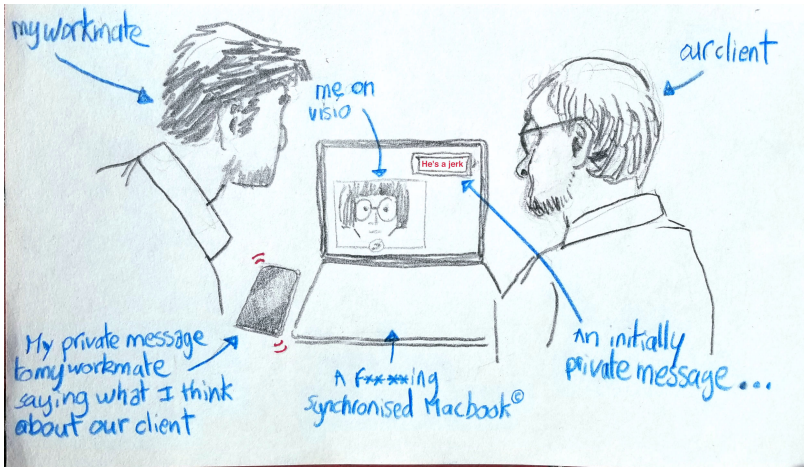 my workmate
our client
me on
visio
He's a jerk
My private message
to my workmate
saying what I think
about our client
A f*****ing
synchronised Macbook©
An initially
private message...